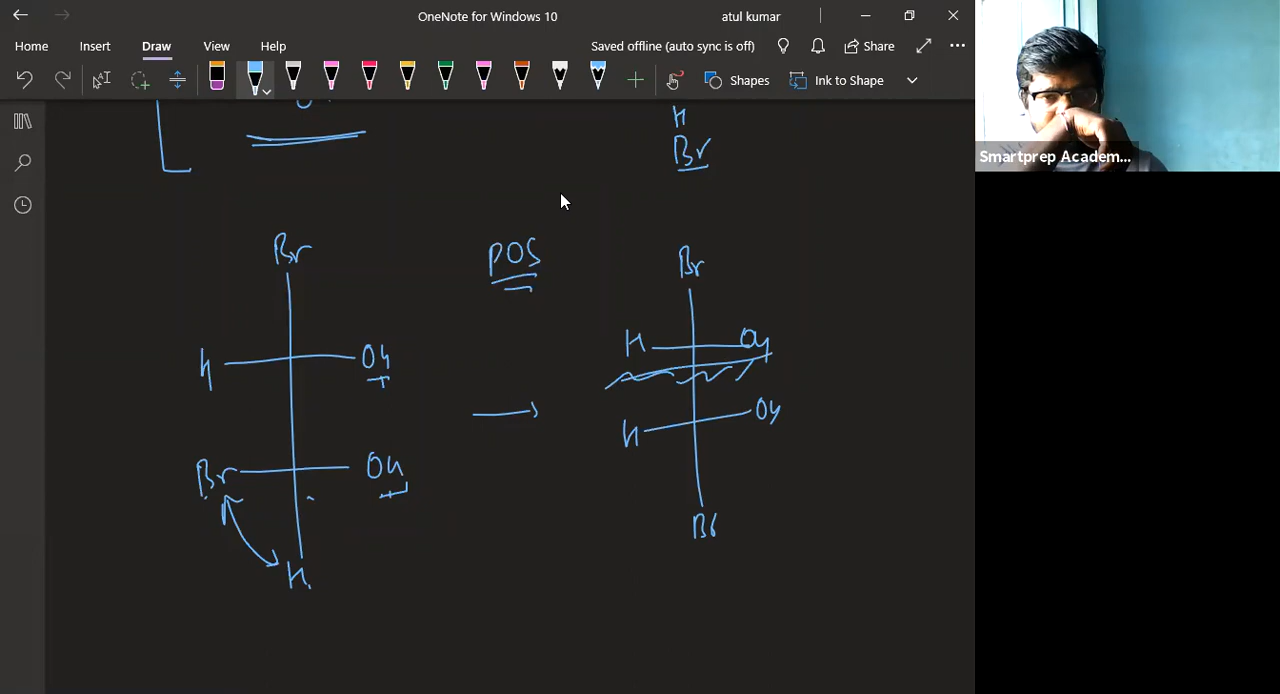 OneNote for Windows 10
atul kumar
Home
Insert
Draw
View
Help
Saved offline (auto sync is off)
Share
Shapes
Ink to Shape
Smartprep Academ...
H
Br
Br
POS
Br
H
OH
H
OH
Br
OH
H
OH
H
Br